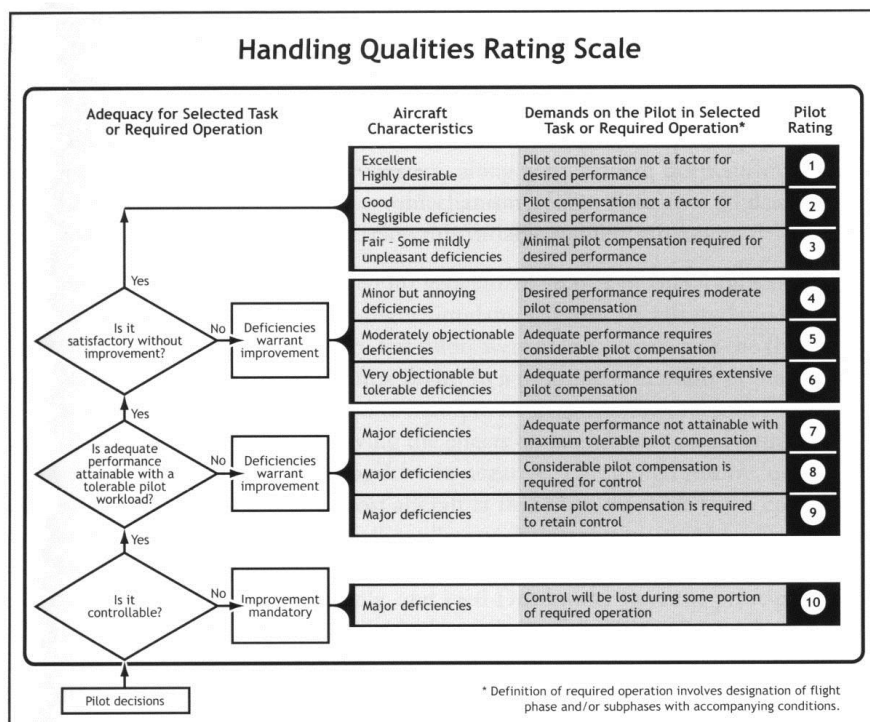 Handling Qualities Rating Scale
Adequacy for Selected Task
or Required Operation
Aircraft
Characteristics
Demands on the Pilot in Selected
Task or Required Operation*
Pilot
Rating
Excellent
Highly desirable
Pilot compensation not a factor for
desired performance
1
Good
Negligible deficiencies
Pilot compensation not a factor for
desired performance
2
Fair – Some mildly
unpleasant deficiencies
Minimal pilot compensation required for
desired performance
3
Yes
Is it
satisfactory without
improvement?
No
Deficiencies
warrant
improvement
Minor but annoying
deficiencies
Desired performance requires moderate
pilot compensation
4
Moderately objectionable
deficiencies
Adequate performance requires
considerable pilot compensation
5
Very objectionable but
tolerable deficiencies
Adequate performance requires extensive
pilot compensation
6
Yes
Is adequate
performance
attainable with a
tolerable pilot
workload?
No
Deficiencies
warrant
improvement
Major deficiencies
Adequate performance not attainable with
maximum tolerable pilot compensation
7
Major deficiencies
Considerable pilot compensation is
required for control
8
Major deficiencies
Intense pilot compensation is required
to retain control
9
Yes
Is it
controllable?
No
Improvement
mandatory
Major deficiencies
Control will be lost during some portion
of required operation
10
Pilot decisions
* Definition of required operation involves designation of flight
phase and/or subphases with accompanying conditions.